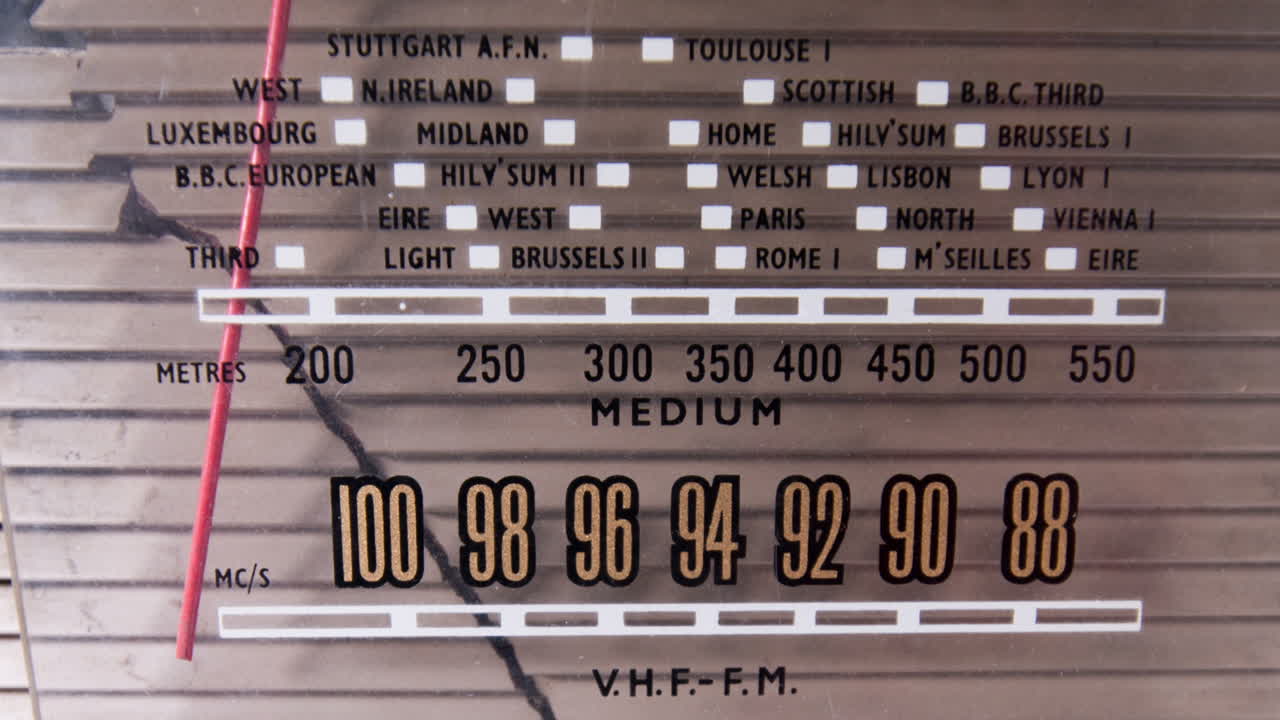 STUTTGART A.F.N. TOULOUSE I
WEST N.IRELAND SCOTTISH B.B.C. THIRD
LUXEMBOURG MIDLAND HOME HILV'SUM BRUSSELS I
B.B.C. EUROPEAN HILV'SUM II WELSH LISBON LYON I
EIRE WEST PARIS NORTH VIENNA I
THIRD LIGHT BRUSSELS II ROME I M'SEILLES EIRE
METRES 200 250 300 350 400 450 500 550
MEDIUM
MC/S 100 98 96 94 92 90 88
V.H.F.-F.M.